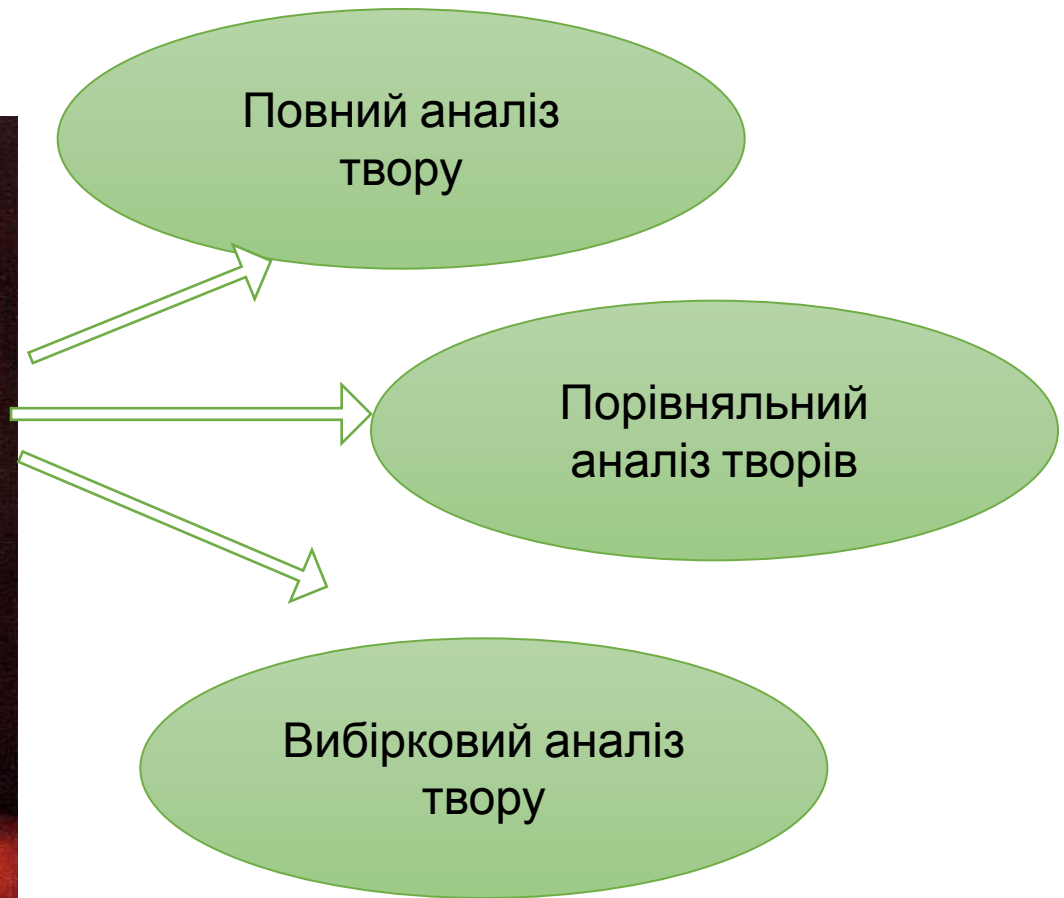 Повний аналіз
твору
Порівняльний
аналіз творів
Вибірковий аналіз
твору